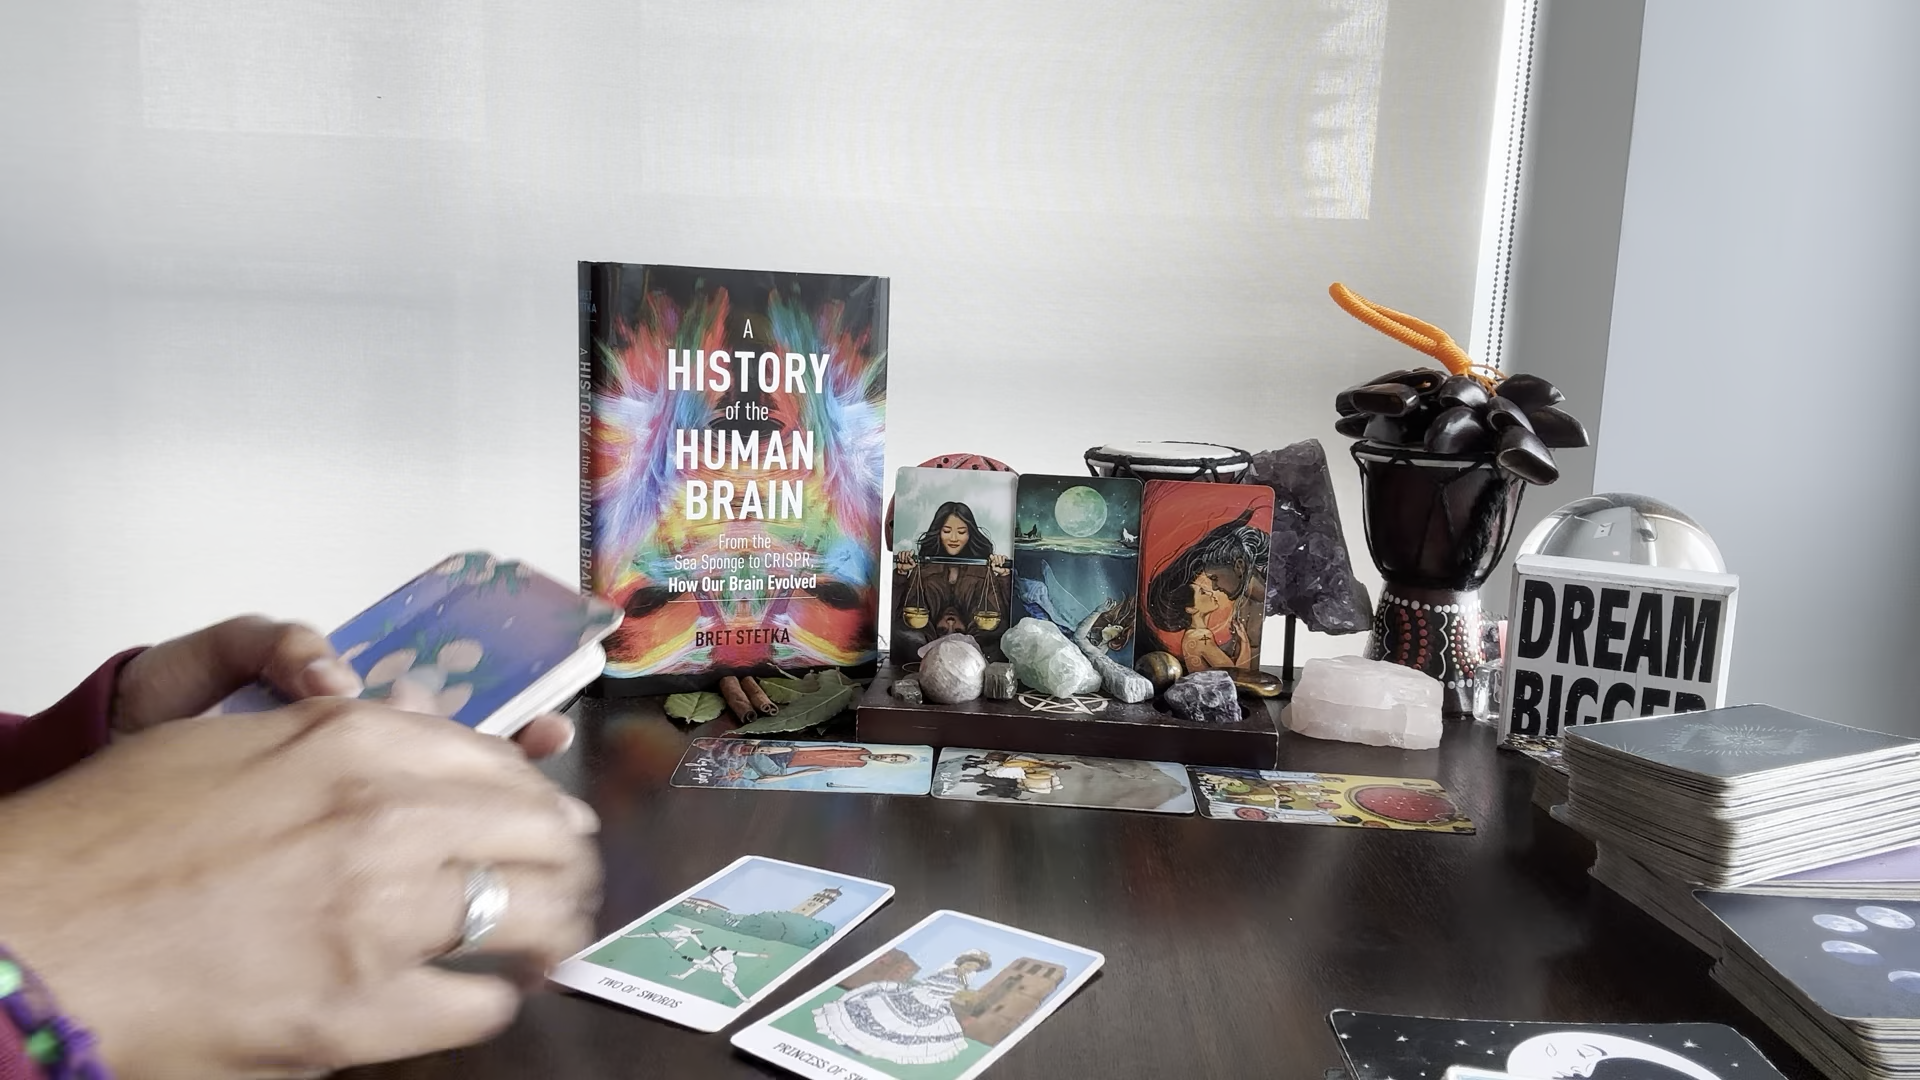 A
HISTORY
of the
HUMAN
BRAIN
From the
Sea Sponge to CRISPR,
How Our Brain Evolved
BRET STETKA
A HISTORY of the HUMAN BRAIN
DREAM
BIGGER
TWO OF SWORDS
PRINCESS OF SW